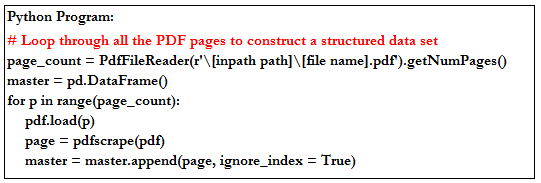 Python Program:
# Loop through all the PDF pages to construct a structured data set
page_count = PdfFileReader(r'\[inpath path]\[file name].pdf').getNumPages()
master = pd.DataFrame()
for p in range(page_count):
    pdf.load(p)
    page = pdfscrape(pdf)
    master = master.append(page, ignore_index = True)